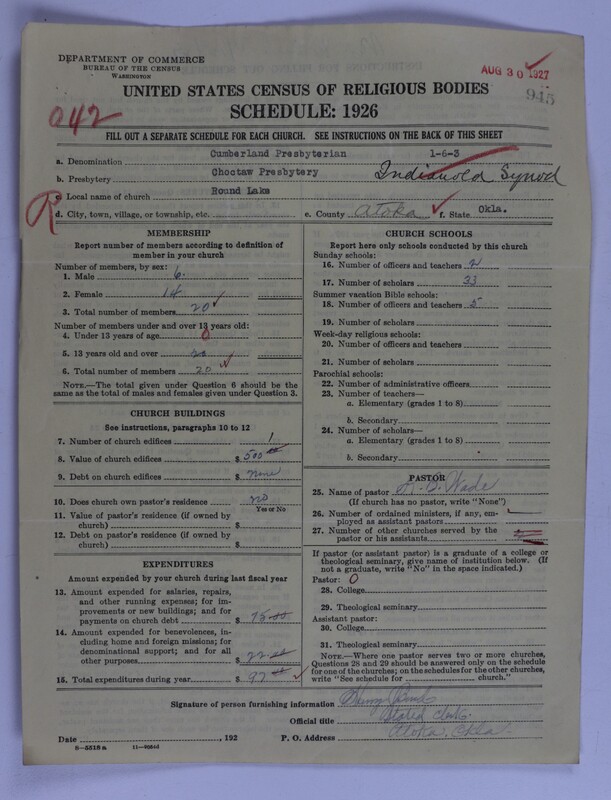 DEPARTMENT OF COMMERCE
BUREAU OF THE CENSUS
WASHINGTON
AUG 30 1927
945
UNITED STATES CENSUS OF RELIGIOUS BODIES
SCHEDULE: 1926
042
FILL OUT A SEPARATE SCHEDULE FOR EACH CHURCH. SEE INSTRUCTIONS ON THE BACK OF THIS SHEET
a. Denomination Cumberland Presbyterian 1-6-3
b. Presbytery Choctaw Presbytery Indianola Synod
c. Local name of church Round Lake
R
d. City, town, village, or township, etc. e. County Atoka f. State Okla.
MEMBERSHIP
Report number of members according to definition of
member in your church
Number of members, by sex:
1. Male 6
2. Female 14
3. Total number of members 20
Number of members under and over 13 years old:
4. Under 13 years of age 0
5. 13 years old and over 20
6. Total number of members 20
NOTE.—The total given under Question 6 should be
the same as the total of males and females given under Question 3.
CHURCH BUILDINGS
See instructions, paragraphs 10 to 12
7. Number of church edifices 1
8. Value of church edifices $ 500 00
9. Debt on church edifices $ None
10. Does church own pastor's residence no
Yes or No
11. Value of pastor's residence (if owned by
church) $
12. Debt on pastor's residence (if owned by
church) $
EXPENDITURES
Amount expended by your church during last fiscal year
13. Amount expended for salaries, repairs,
and other running expenses; for im-
provements or new buildings; and for
payments on church debt $ 75.00
14. Amount expended for benevolences, in-
cluding home and foreign missions; for
denominational support; and for all
other purposes $ 22.00
15. Total expenditures during year $ 97 00
CHURCH SCHOOLS
Report here only schools conducted by this church
Sunday schools:
16. Number of officers and teachers 2
17. Number of scholars 33
Summer vacation Bible schools:
18. Number of officers and teachers 5
19. Number of scholars
Week-day religious schools:
20. Number of officers and teachers
21. Number of scholars
Parochial schools:
22. Number of administrative officers
23. Number of teachers—
a. Elementary (grades 1 to 8)
b. Secondary
24. Number of scholars—
a. Elementary (grades 1 to 8)
b. Secondary
PASTOR
25. Name of pastor Wade
(If church has no pastor, write "None")
26. Number of ordained ministers, if any, em-
ployed as assistant pastors
27. Number of other churches served by the
pastor or his assistants
If pastor (or assistant pastor) is a graduate of a college or
theological seminary, give name of institution below. (If
not a graduate, write "No" in the space indicated.)
Pastor: 0
28. College
29. Theological seminary
Assistant pastor:
30. College
31. Theological seminary
NOTE.—Where one pastor serves two or more churches,
Questions 28 and 29 should be answered only on the schedule
for one of the churches; on the schedules for the other churches,
write "See schedule for church."
Signature of person furnishing information
Official title Stated Clerk
Date , 192 P. O. Address Atoka, Okla
8-5518 a 11-9504d